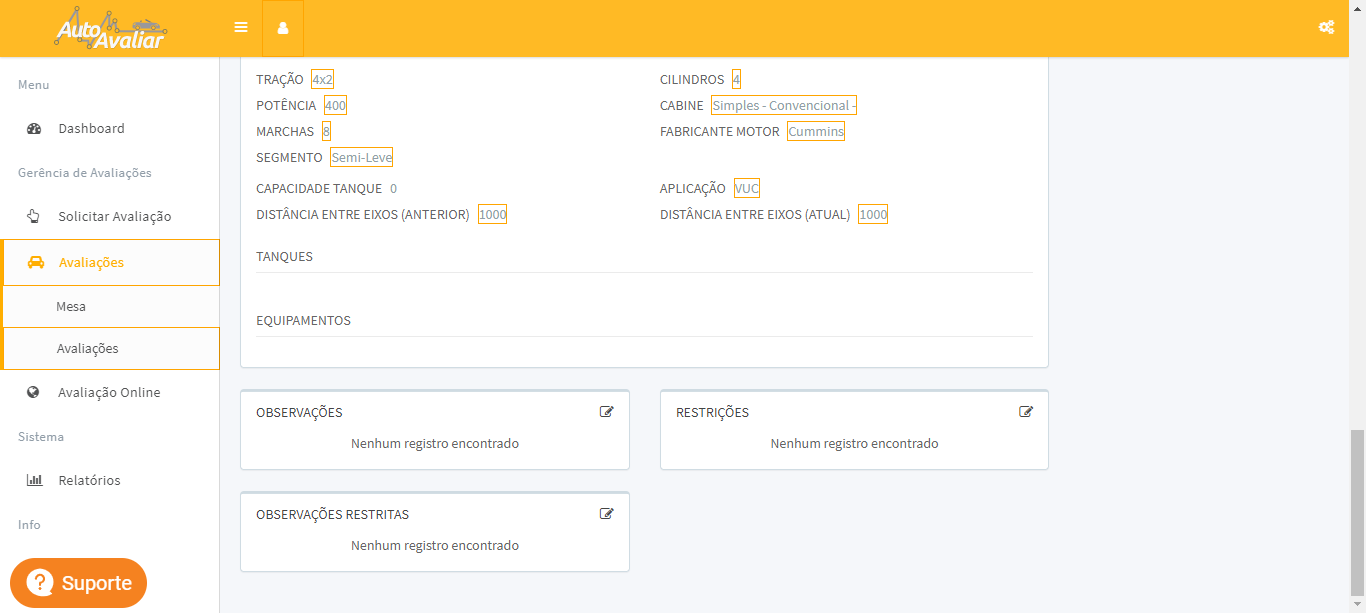 AutoAvaliar
Menu
Dashboard
Gerência de Avaliações
Solicitar Avaliação
Avaliações
Mesa
Avaliações
Avaliação Online
Sistema
Relatórios
Info
Suporte
TRAÇÃO 4x2
CILINDROS 4
POTÊNCIA 400
CABINE Simples - Convencional -
MARCHAS 8
FABRICANTE MOTOR Cummins
SEGMENTO Semi-Leve
CAPACIDADE TANQUE 0
APLICAÇÃO VUC
DISTÂNCIA ENTRE EIXOS (ANTERIOR) 1000
DISTÂNCIA ENTRE EIXOS (ATUAL) 1000
TANQUES
EQUIPAMENTOS
OBSERVAÇÕES
Nenhum registro encontrado
RESTRIÇÕES
Nenhum registro encontrado
OBSERVAÇÕES RESTRITAS
Nenhum registro encontrado